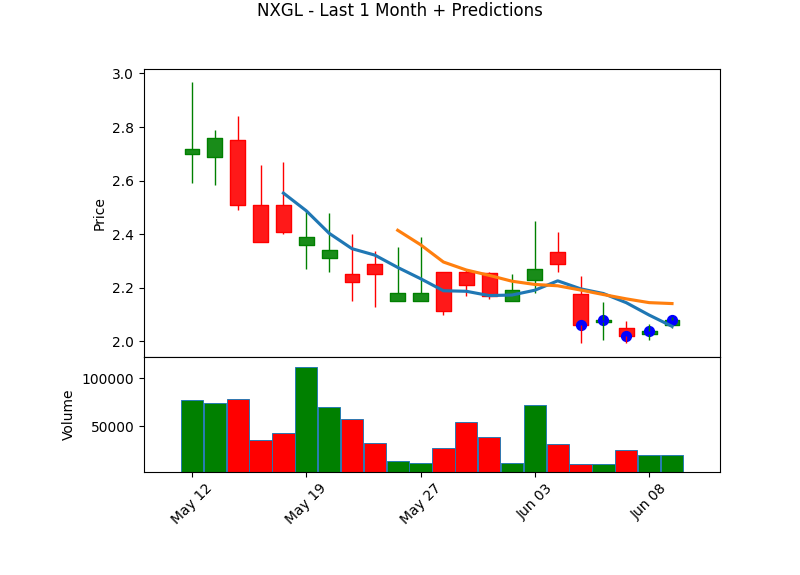 NXGL - Last 1 Month + Predictions
3.0
2.8
2.6
2.4
2.2
2.0
Price
100000
50000
Volume
May 12
May 19
May 27
Jun 03
Jun 08